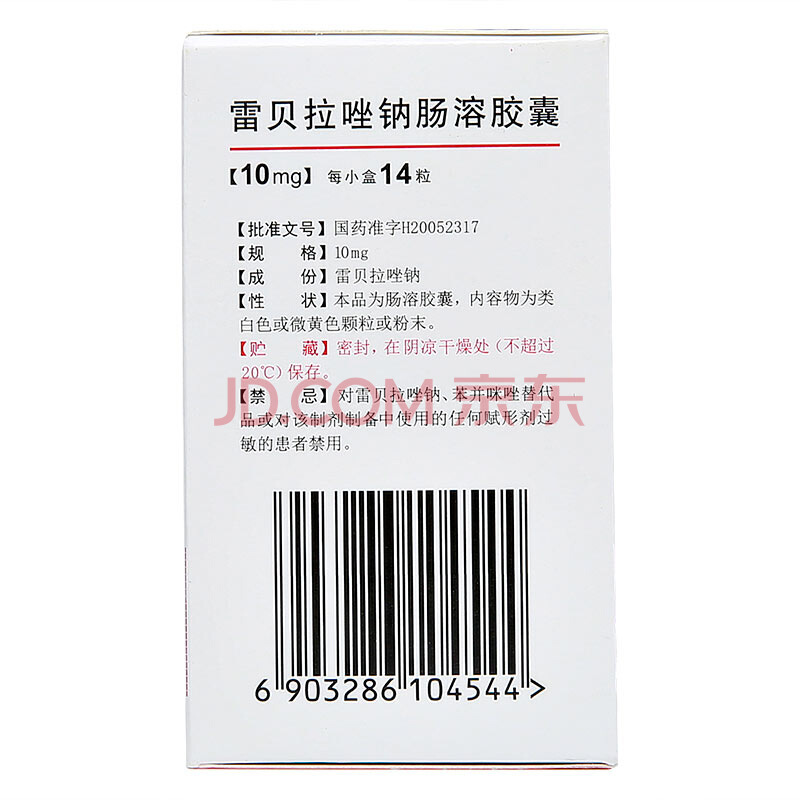 雷贝拉唑钠肠溶胶囊
【10mg】 每小盒14粒
【批准文号】国药准字H20052317
【规　　格】10mg
【成　　份】雷贝拉唑钠
【性　　状】本品为肠溶胶囊，内容物为类
白色或微黄色颗粒或粉末。
【贮　　藏】密封，在阴凉干燥处（不超过
20℃）保存。
JD.COM 京东
【禁　　忌】对雷贝拉唑钠、苯并咪唑替代
品或对该制剂制备中使用的任何赋形剂过
敏的患者禁用。
6 903286 104544 >